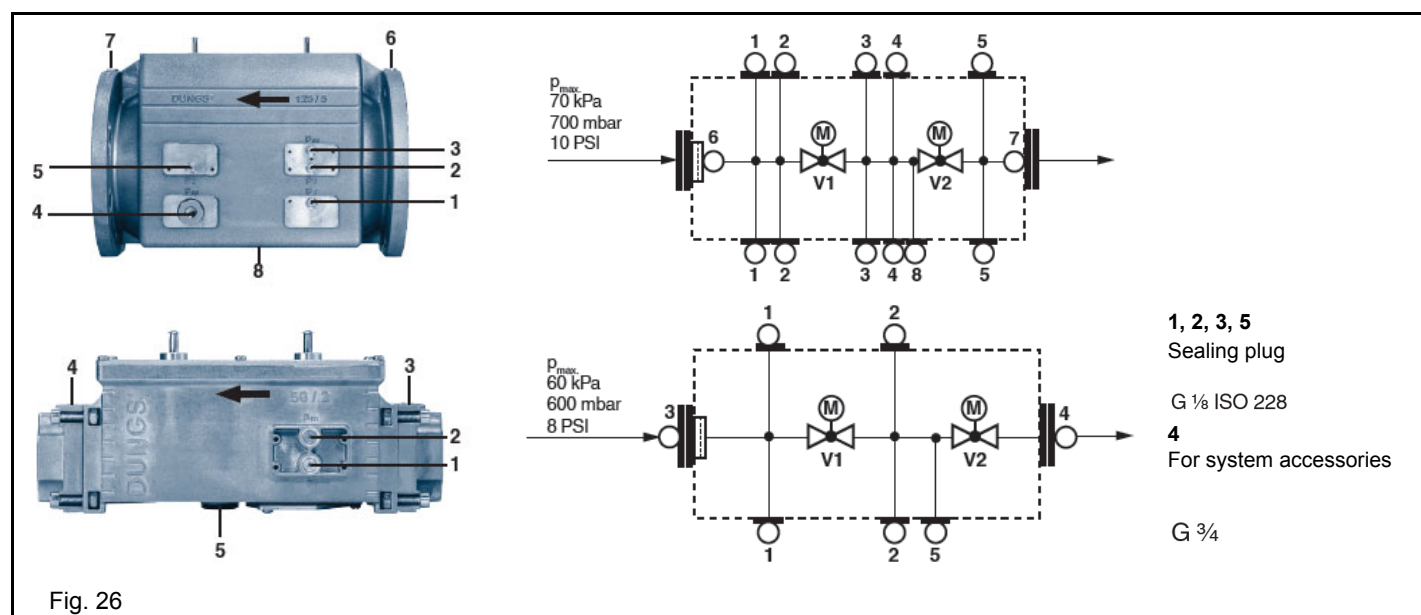 7
6
DUNGS
125 / 5
3
2
1
5
4
8
1 2 3 4 5
pmax.
70 kPa
700 mbar
10 PSI
6
M
M
7
V1
V2
1 2 3 4 8 5
4
3
50 / 2
DUNGS
2
1
5
1 2
pmax.
60 kPa
600 mbar
8 PSI
3
M
M
4
V1
V2
1 2 5
1, 2, 3, 5
Sealing plug
G ⅛ ISO 228
4
For system accessories
G ¾
Fig. 26